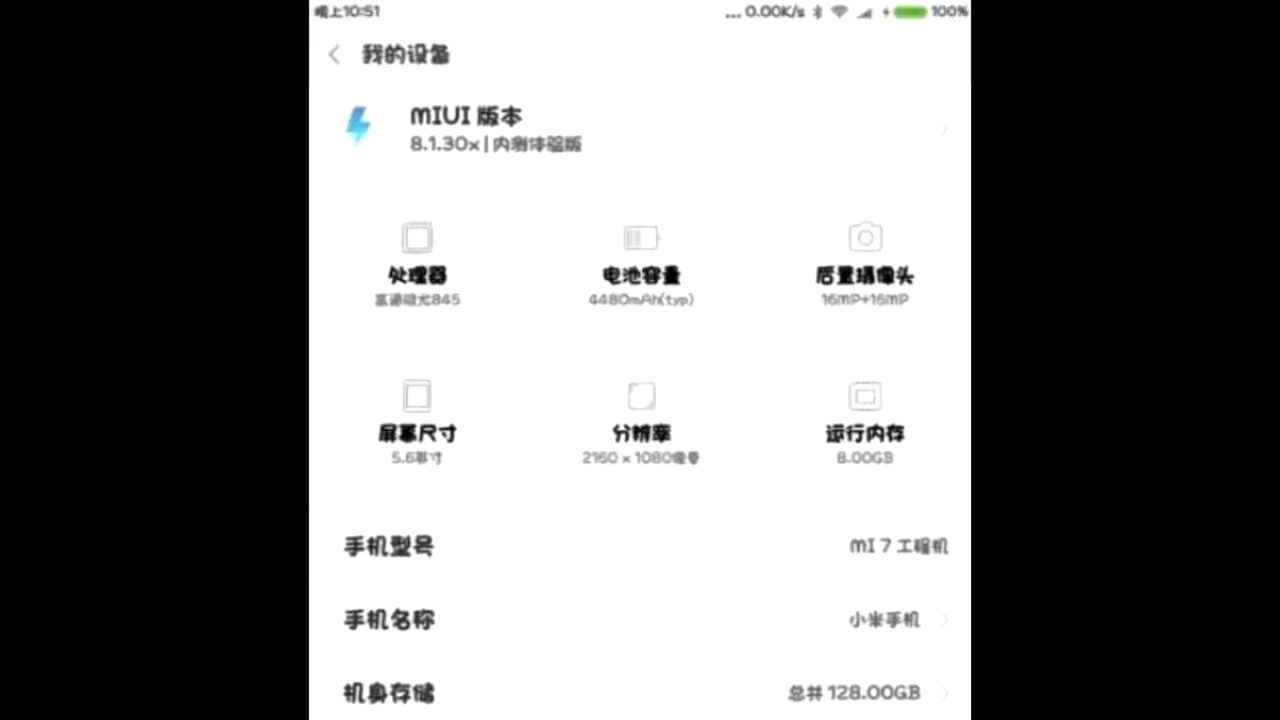 晚上10:51
... 0.00K/s 100%
我的设备
MIUI 版本
8.1.30x | 内测体验版
处理器 电池容量 后置摄像头
高通骁龙845 4480mAh(typ) 16MP+16MP
屏幕尺寸 分辨率 运行内存
5.6英寸 2160 x 1080像素 8.00GB
手机型号 MI 7 工程机
手机名称 小米手机
机身存储 总共 128.00GB